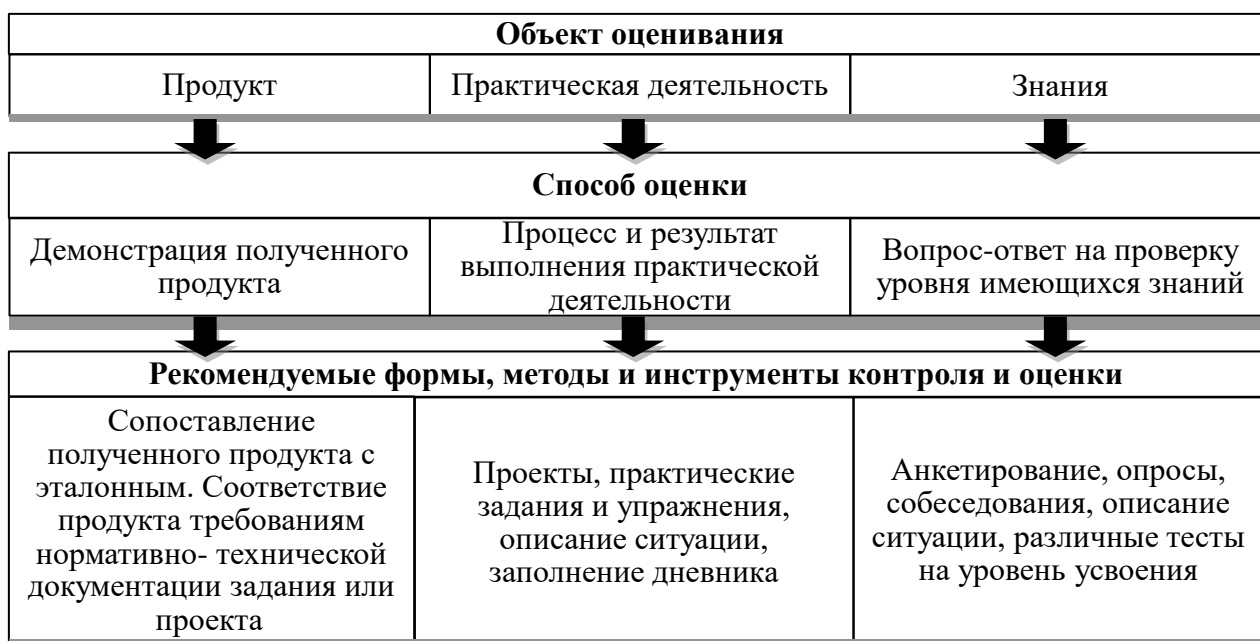 Объект оценивания
Продукт
Практическая деятельность
Знания
Способ оценки
Демонстрация полученного
продукта
Процесс и результат
выполнения практической
деятельности
Вопрос-ответ на проверку
уровня имеющихся знаний
Рекомендуемые формы, методы и инструменты контроля и оценки
Сопоставление
полученного продукта с
эталонным. Соответствие
продукта требованиям
нормативно- технической
документации задания или
проекта
Проекты, практические
задания и упражнения,
описание ситуации,
заполнение дневника
Анкетирование, опросы,
собеседования, описание
ситуации, различные тесты
на уровень усвоения